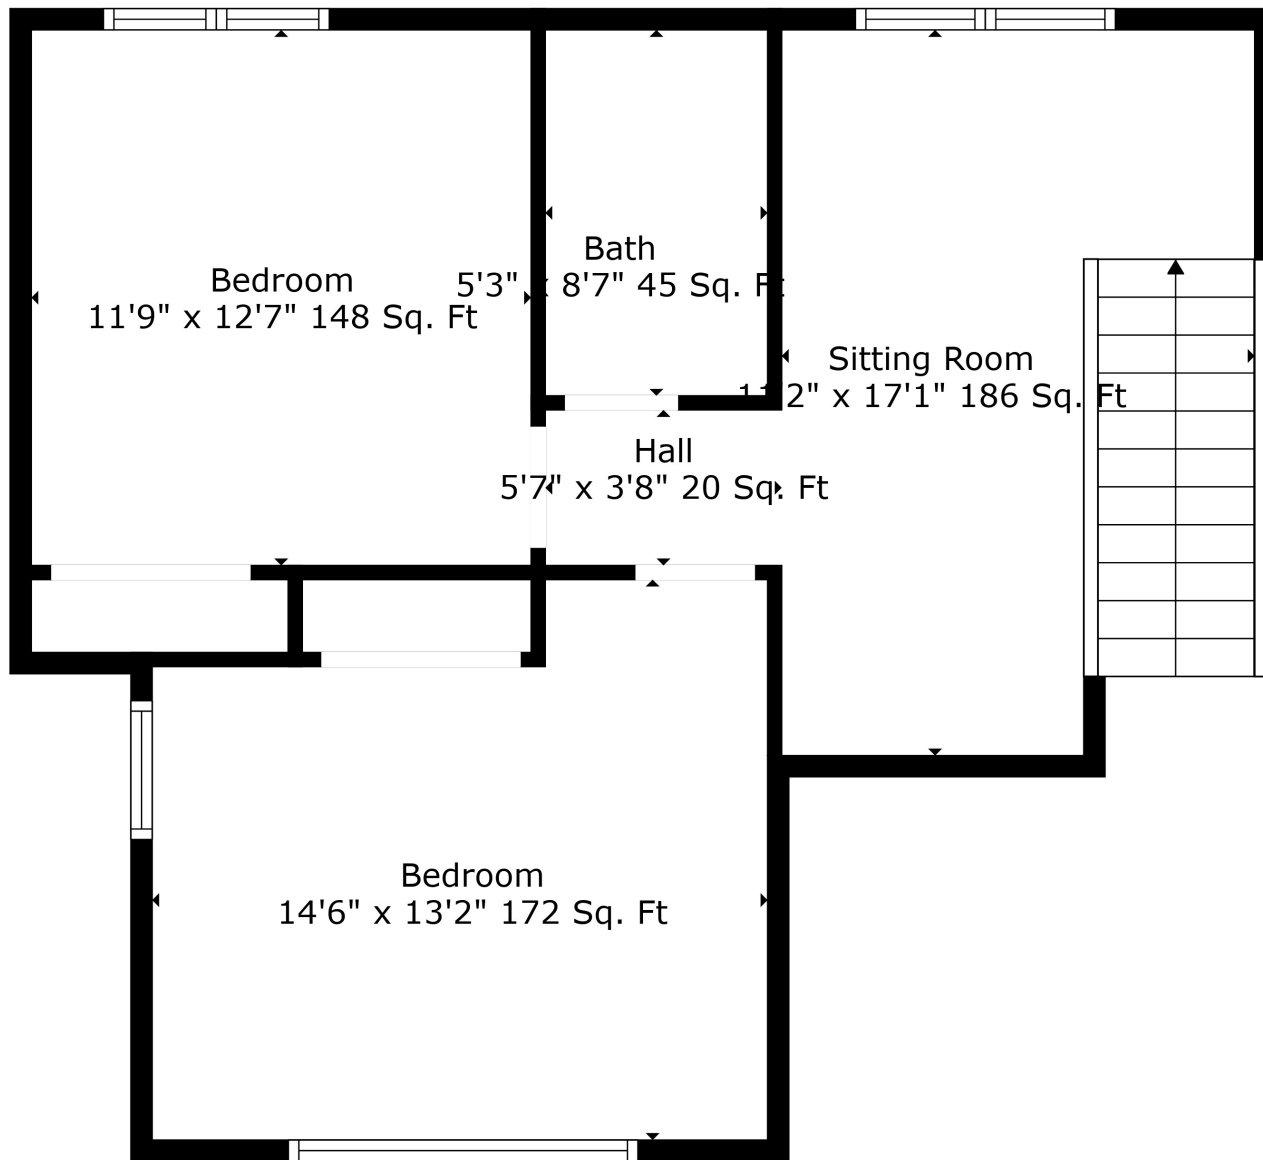 Bath
5'3" x 8'7" 45 Sq. Ft
Bedroom
11'9" x 12'7" 148 Sq. Ft
Sitting Room
11'2" x 17'1" 186 Sq. Ft
Hall
5'7" x 3'8" 20 Sq. Ft
Bedroom
14'6" x 13'2" 172 Sq. Ft